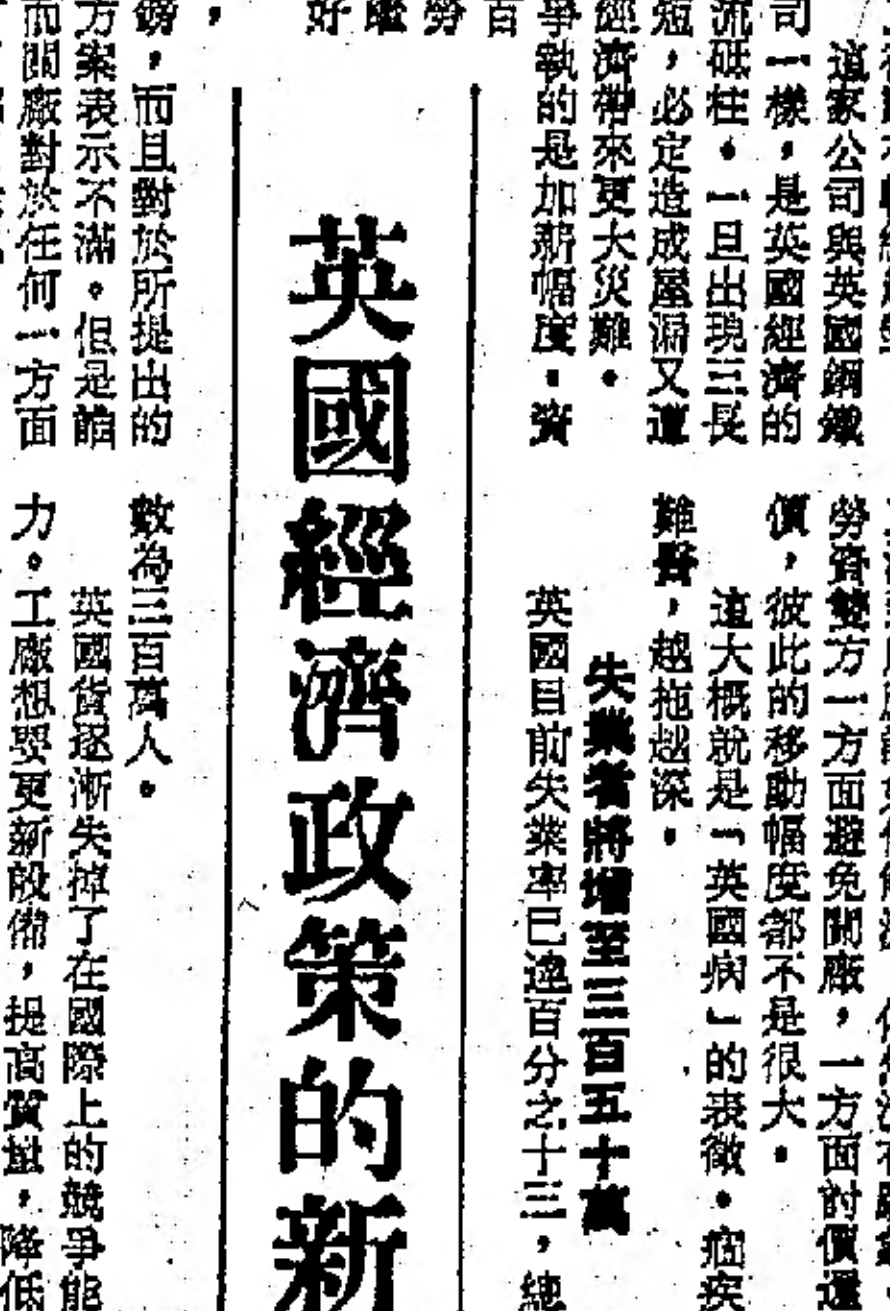 這家公司與英國鋼鐵
司一樣，是英國經濟的
流砥柱。一旦出現三長
短，必定造成屋漏又遭
經濟帶來更大災難。
爭執的是加薪幅度。資
百
勞
好
勞資雙方一方面避免關廠，一方面討價還
價，彼此的移動幅度都不是很大。
這大概就是「英國病」的表徵。痼疾
難醫，越拖越深。
失業者將增至三百五十萬
英國目前失業率已達百分之十三，總
英國經濟政策的新
鎊，而且對於所提出的
方案表示不滿。但是誰
而關廠對於任何一方面
數為三百萬人。
英國貨逐漸失掉了在國際上的競爭能
力。工廠想要更新設備，提高質量，降低